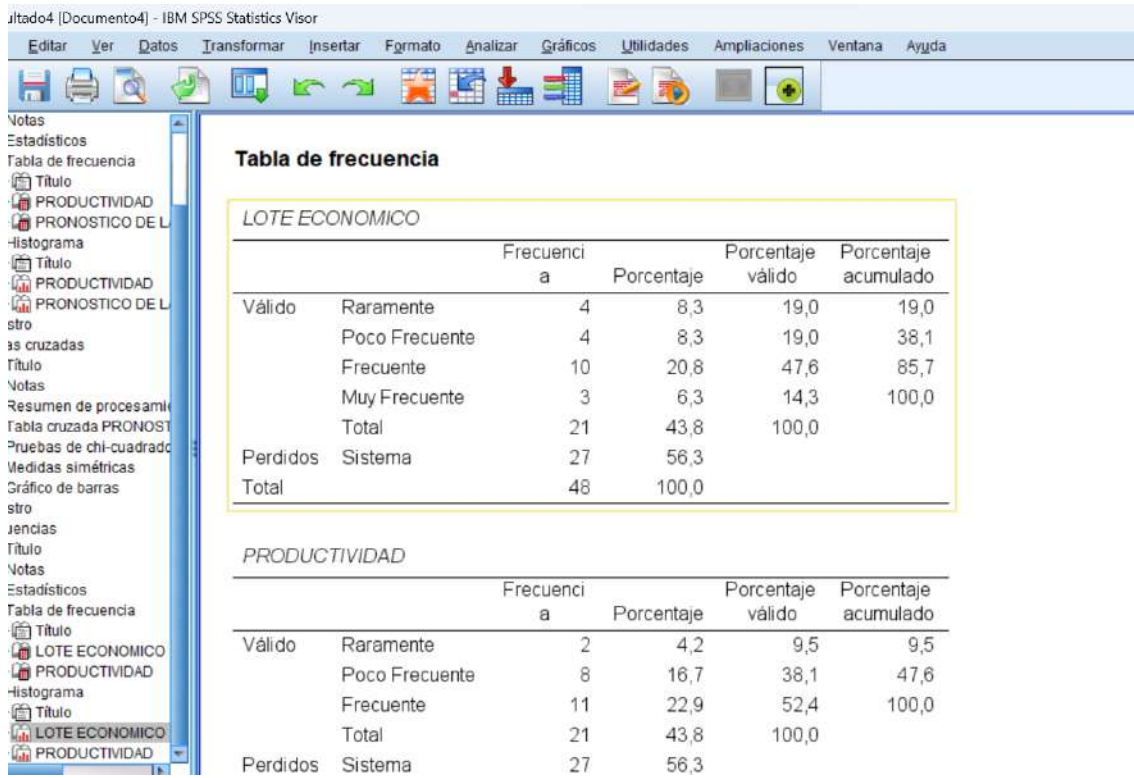 ultado4 [Documento4] - IBM SPSS Statistics Visor
Editar Ver Datos Transformar Insertar Formato Analizar Gráficos Utilidades Ampliaciones Ventana Ayuda
Notas
Estadísticos
Tabla de frecuencia
Título
PRODUCTIVIDAD
PRONOSTICO DE LA
Histograma
Título
PRODUCTIVIDAD
PRONOSTICO DE LA
stro
as cruzadas
Título
Notas
Resumen de procesamie
Tabla cruzada PRONOST
Pruebas de chi-cuadrado
Medidas simétricas
Gráfico de barras
stro
uencias
Título
Notas
Estadísticos
Tabla de frecuencia
Título
LOTE ECONOMICO
PRODUCTIVIDAD
Histograma
Título
LOTE ECONOMICO
PRODUCTIVIDAD
Tabla de frecuencia
LOTE ECONOMICO
Frecuenci Porcentaje Porcentaje
a Porcentaje válido acumulado
Válido Raramente 4 8,3 19,0 19,0
Poco Frecuente 4 8,3 19,0 38,1
Frecuente 10 20,8 47,6 85,7
Muy Frecuente 3 6,3 14,3 100,0
Total 21 43,8 100,0
Perdidos Sistema 27 56,3
Total 48 100,0
PRODUCTIVIDAD
Frecuenci Porcentaje Porcentaje
a Porcentaje válido acumulado
Válido Raramente 2 4,2 9,5 9,5
Poco Frecuente 8 16,7 38,1 47,6
Frecuente 11 22,9 52,4 100,0
Total 21 43,8 100,0
Perdidos Sistema 27 56,3